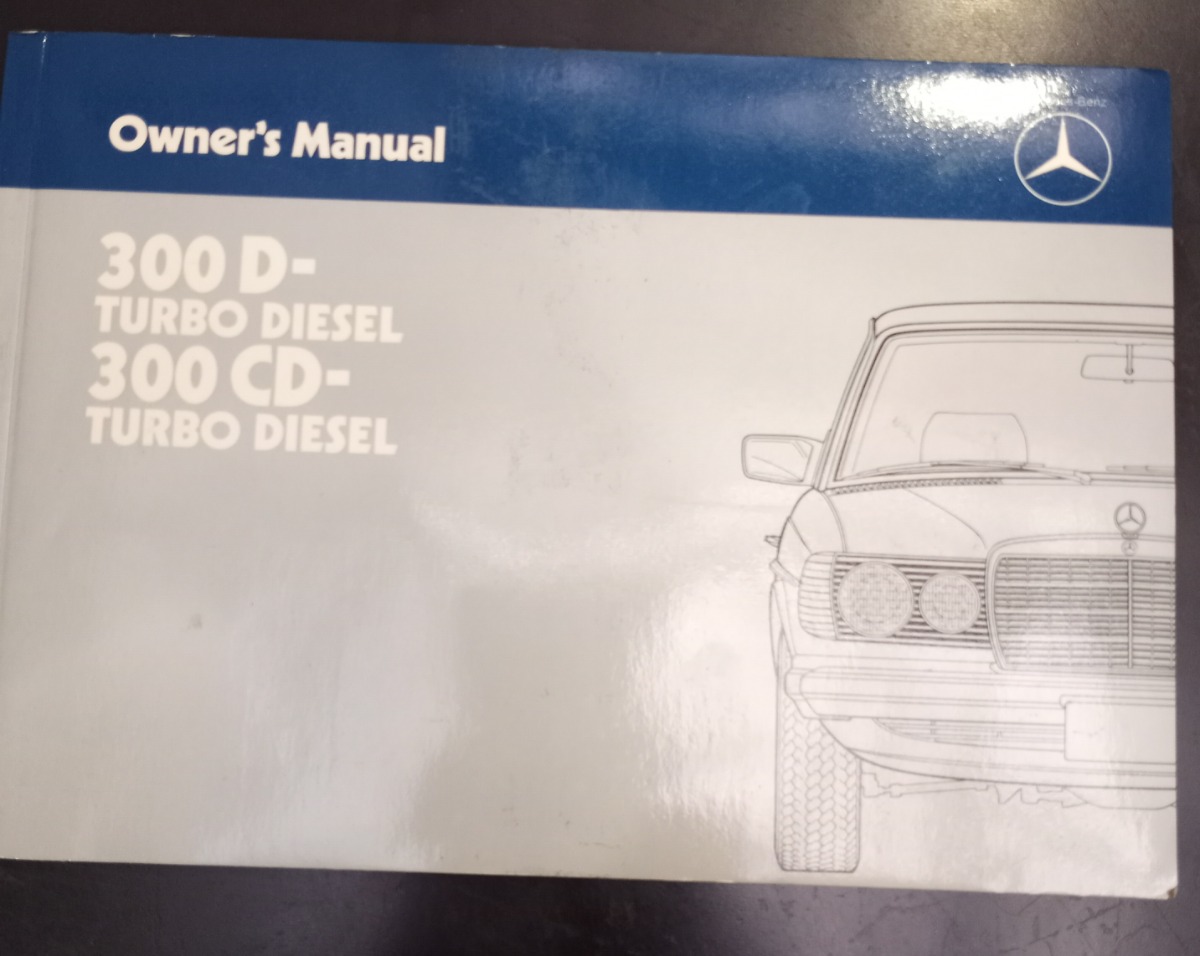 Owner's Manual
300 D-
TURBO DIESEL
300 CD-
TURBO DIESEL